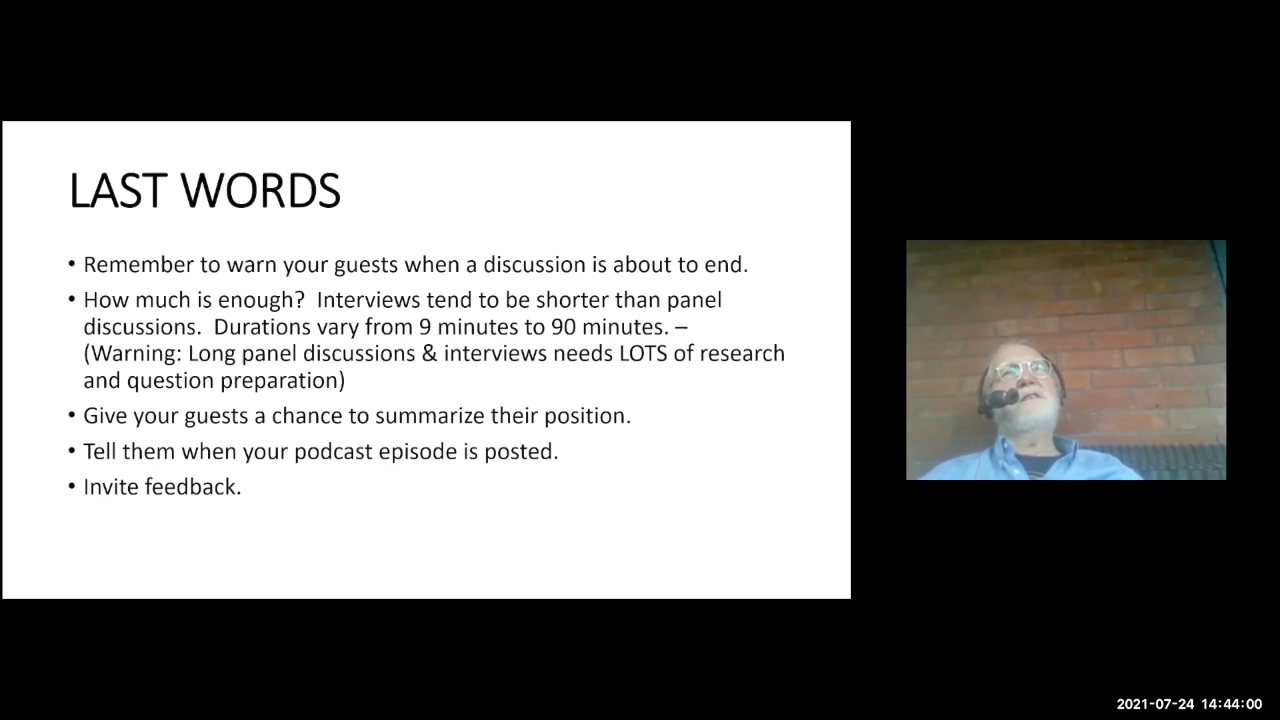 LAST WORDS
• Remember to warn your guests when a discussion is about to end.
• How much is enough?  Interviews tend to be shorter than panel
discussions.  Durations vary from 9 minutes to 90 minutes. –
(Warning: Long panel discussions & interviews needs LOTS of research
and question preparation)
• Give your guests a chance to summarize their position.
• Tell them when your podcast episode is posted.
• Invite feedback.
2021-07-24 14:44:00